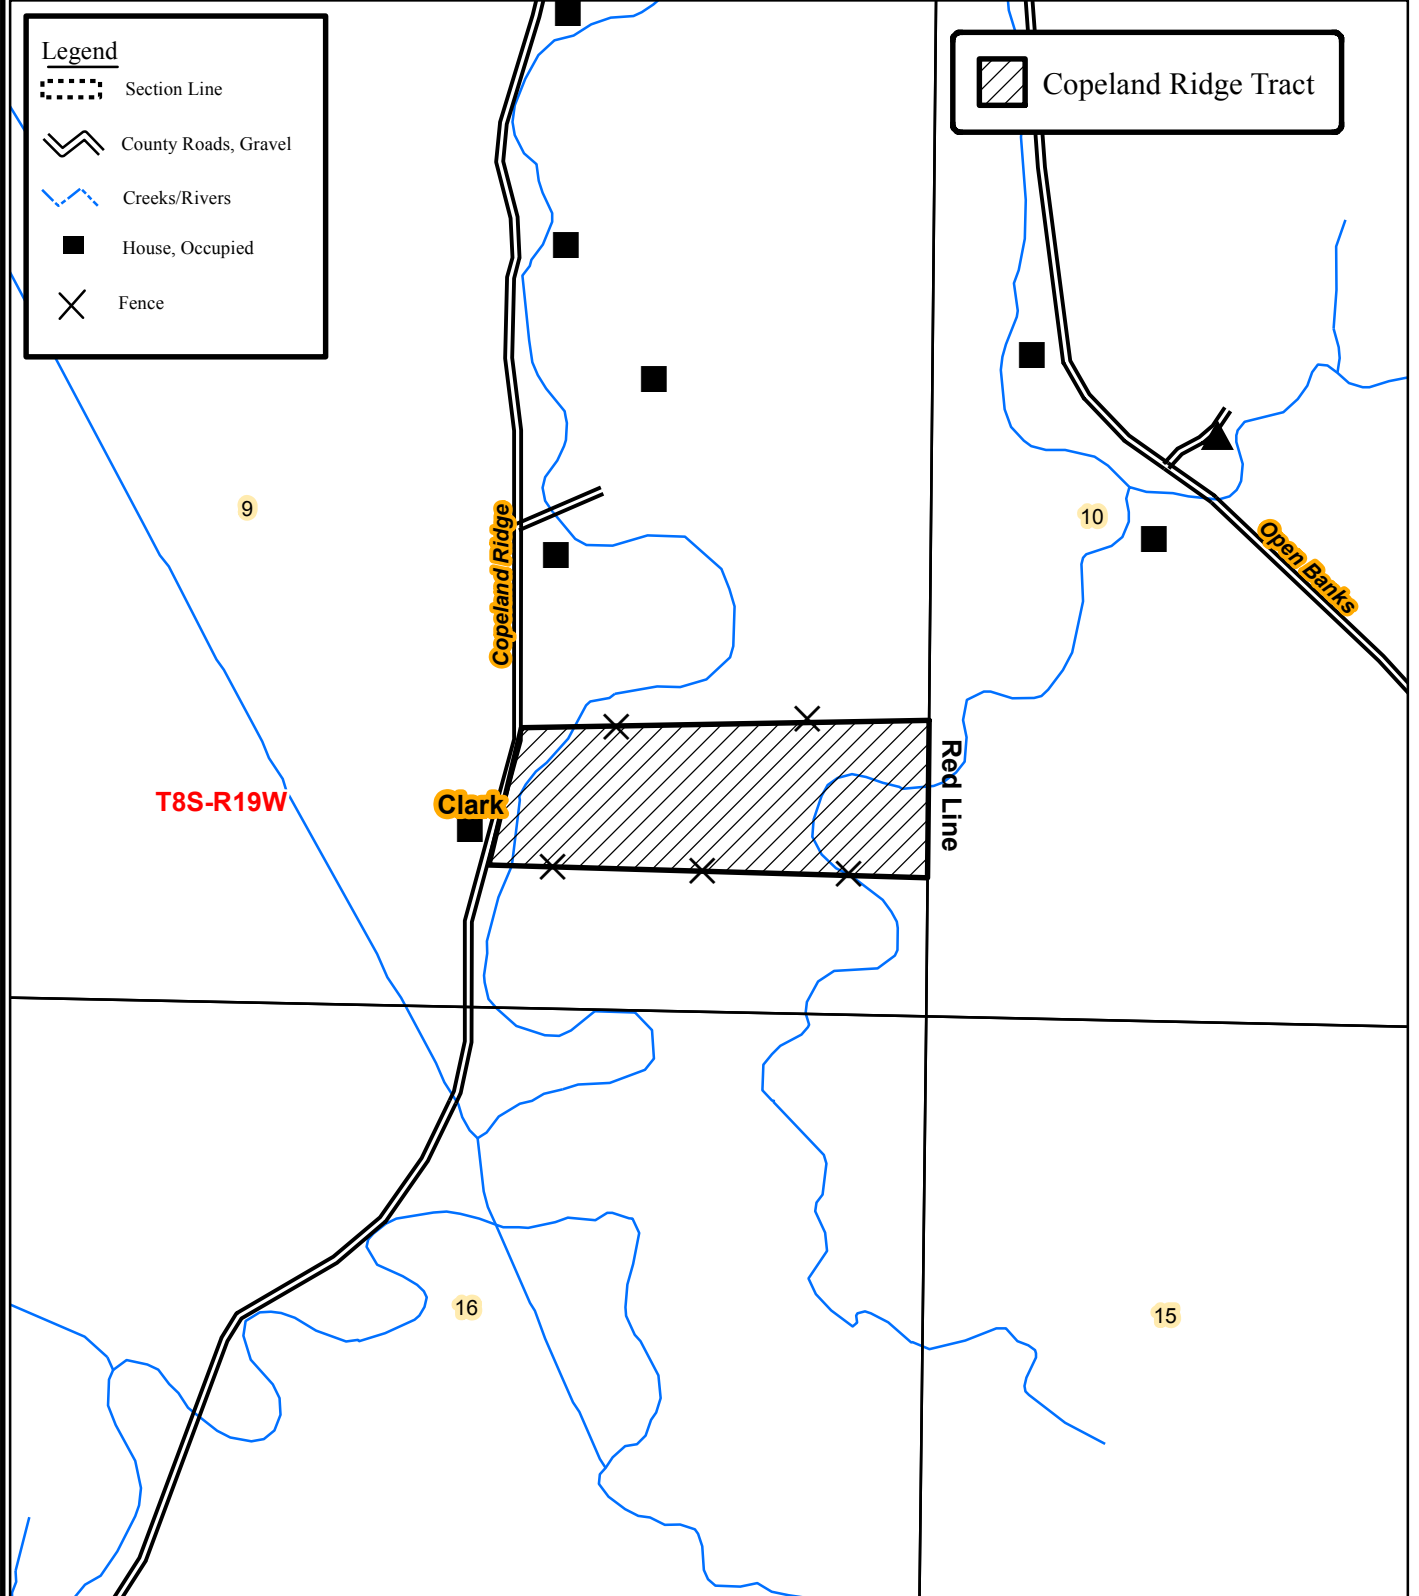 Legend
Section Line
County Roads, Gravel
Creeks/Rivers
House, Occupied
Fence
Copeland Ridge Tract
9
Copeland Ridge
10
Open Banks
T8S-R19W
Clark
Red Line
16
15